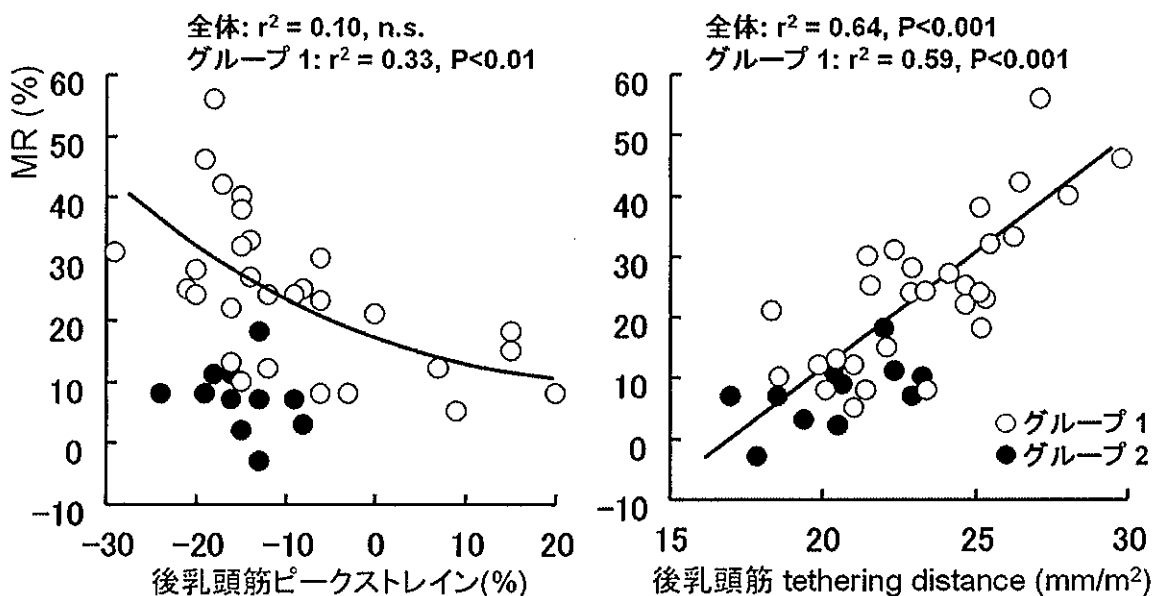 全体: r² = 0.10, n.s.
グループ 1: r² = 0.33, P<0.01
MR (%)
60
50
40
30
20
10
0
−10
−30
−20
−10
0
10
20
後乳頭筋ピークストレイン(%)
全体: r² = 0.64, P<0.001
グループ 1: r² = 0.59, P<0.001
60
50
40
30
20
10
0
−10
15
20
25
30
グループ 1
グループ 2
後乳頭筋 tethering distance (mm/m²)